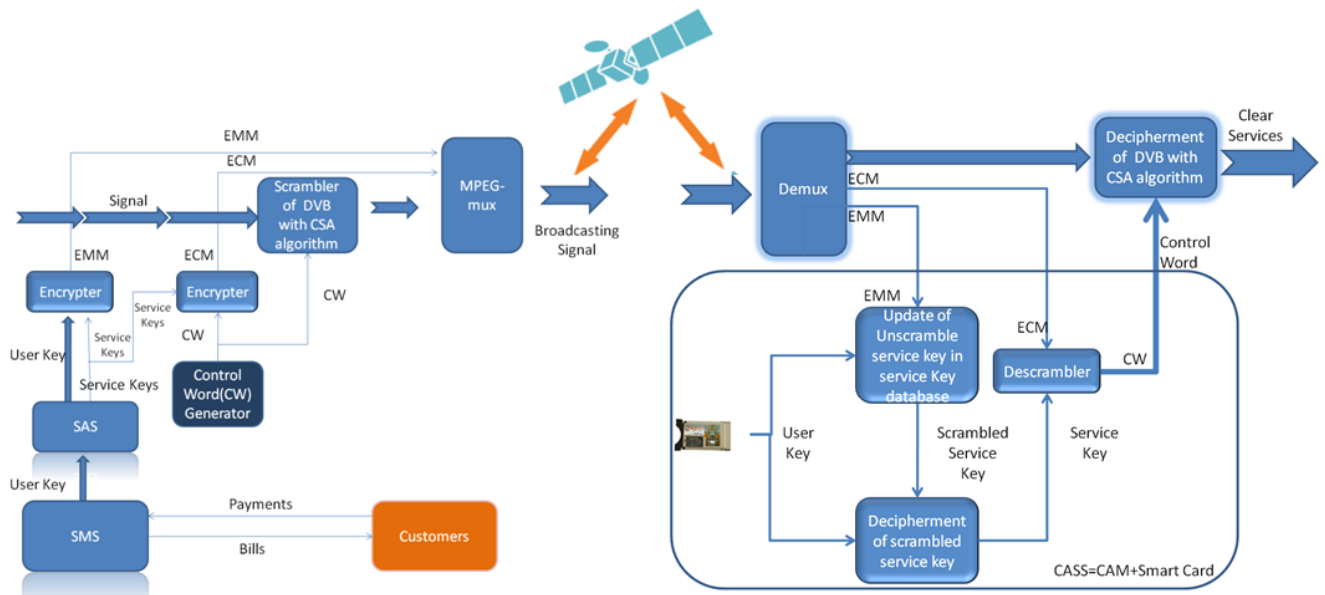 EMM
ECM
Signal
Scrambler
of DVB
with CSA
algorithm
MPEG-
mux
Broadcasting
Signal
EMM
ECM
Encrypter
Encrypter
Service
Keys
CW
CW
User Key
Service
Keys
Service Keys
Control
Word(CW)
Generator
SAS
User Key
SMS
Payments
Bills
Customers
Demux
ECM
EMM
Decipherment
of DVB with
CSA algorithm
Clear
Services
Control
Word
EMM
Update of
Unscramble
service key in
service Key
database
ECM
Descrambler
CW
User
Key
Scrambled
Service
Key
Service
Key
Decipherment
of scrambled
service key
CASS=CAM+Smart Card